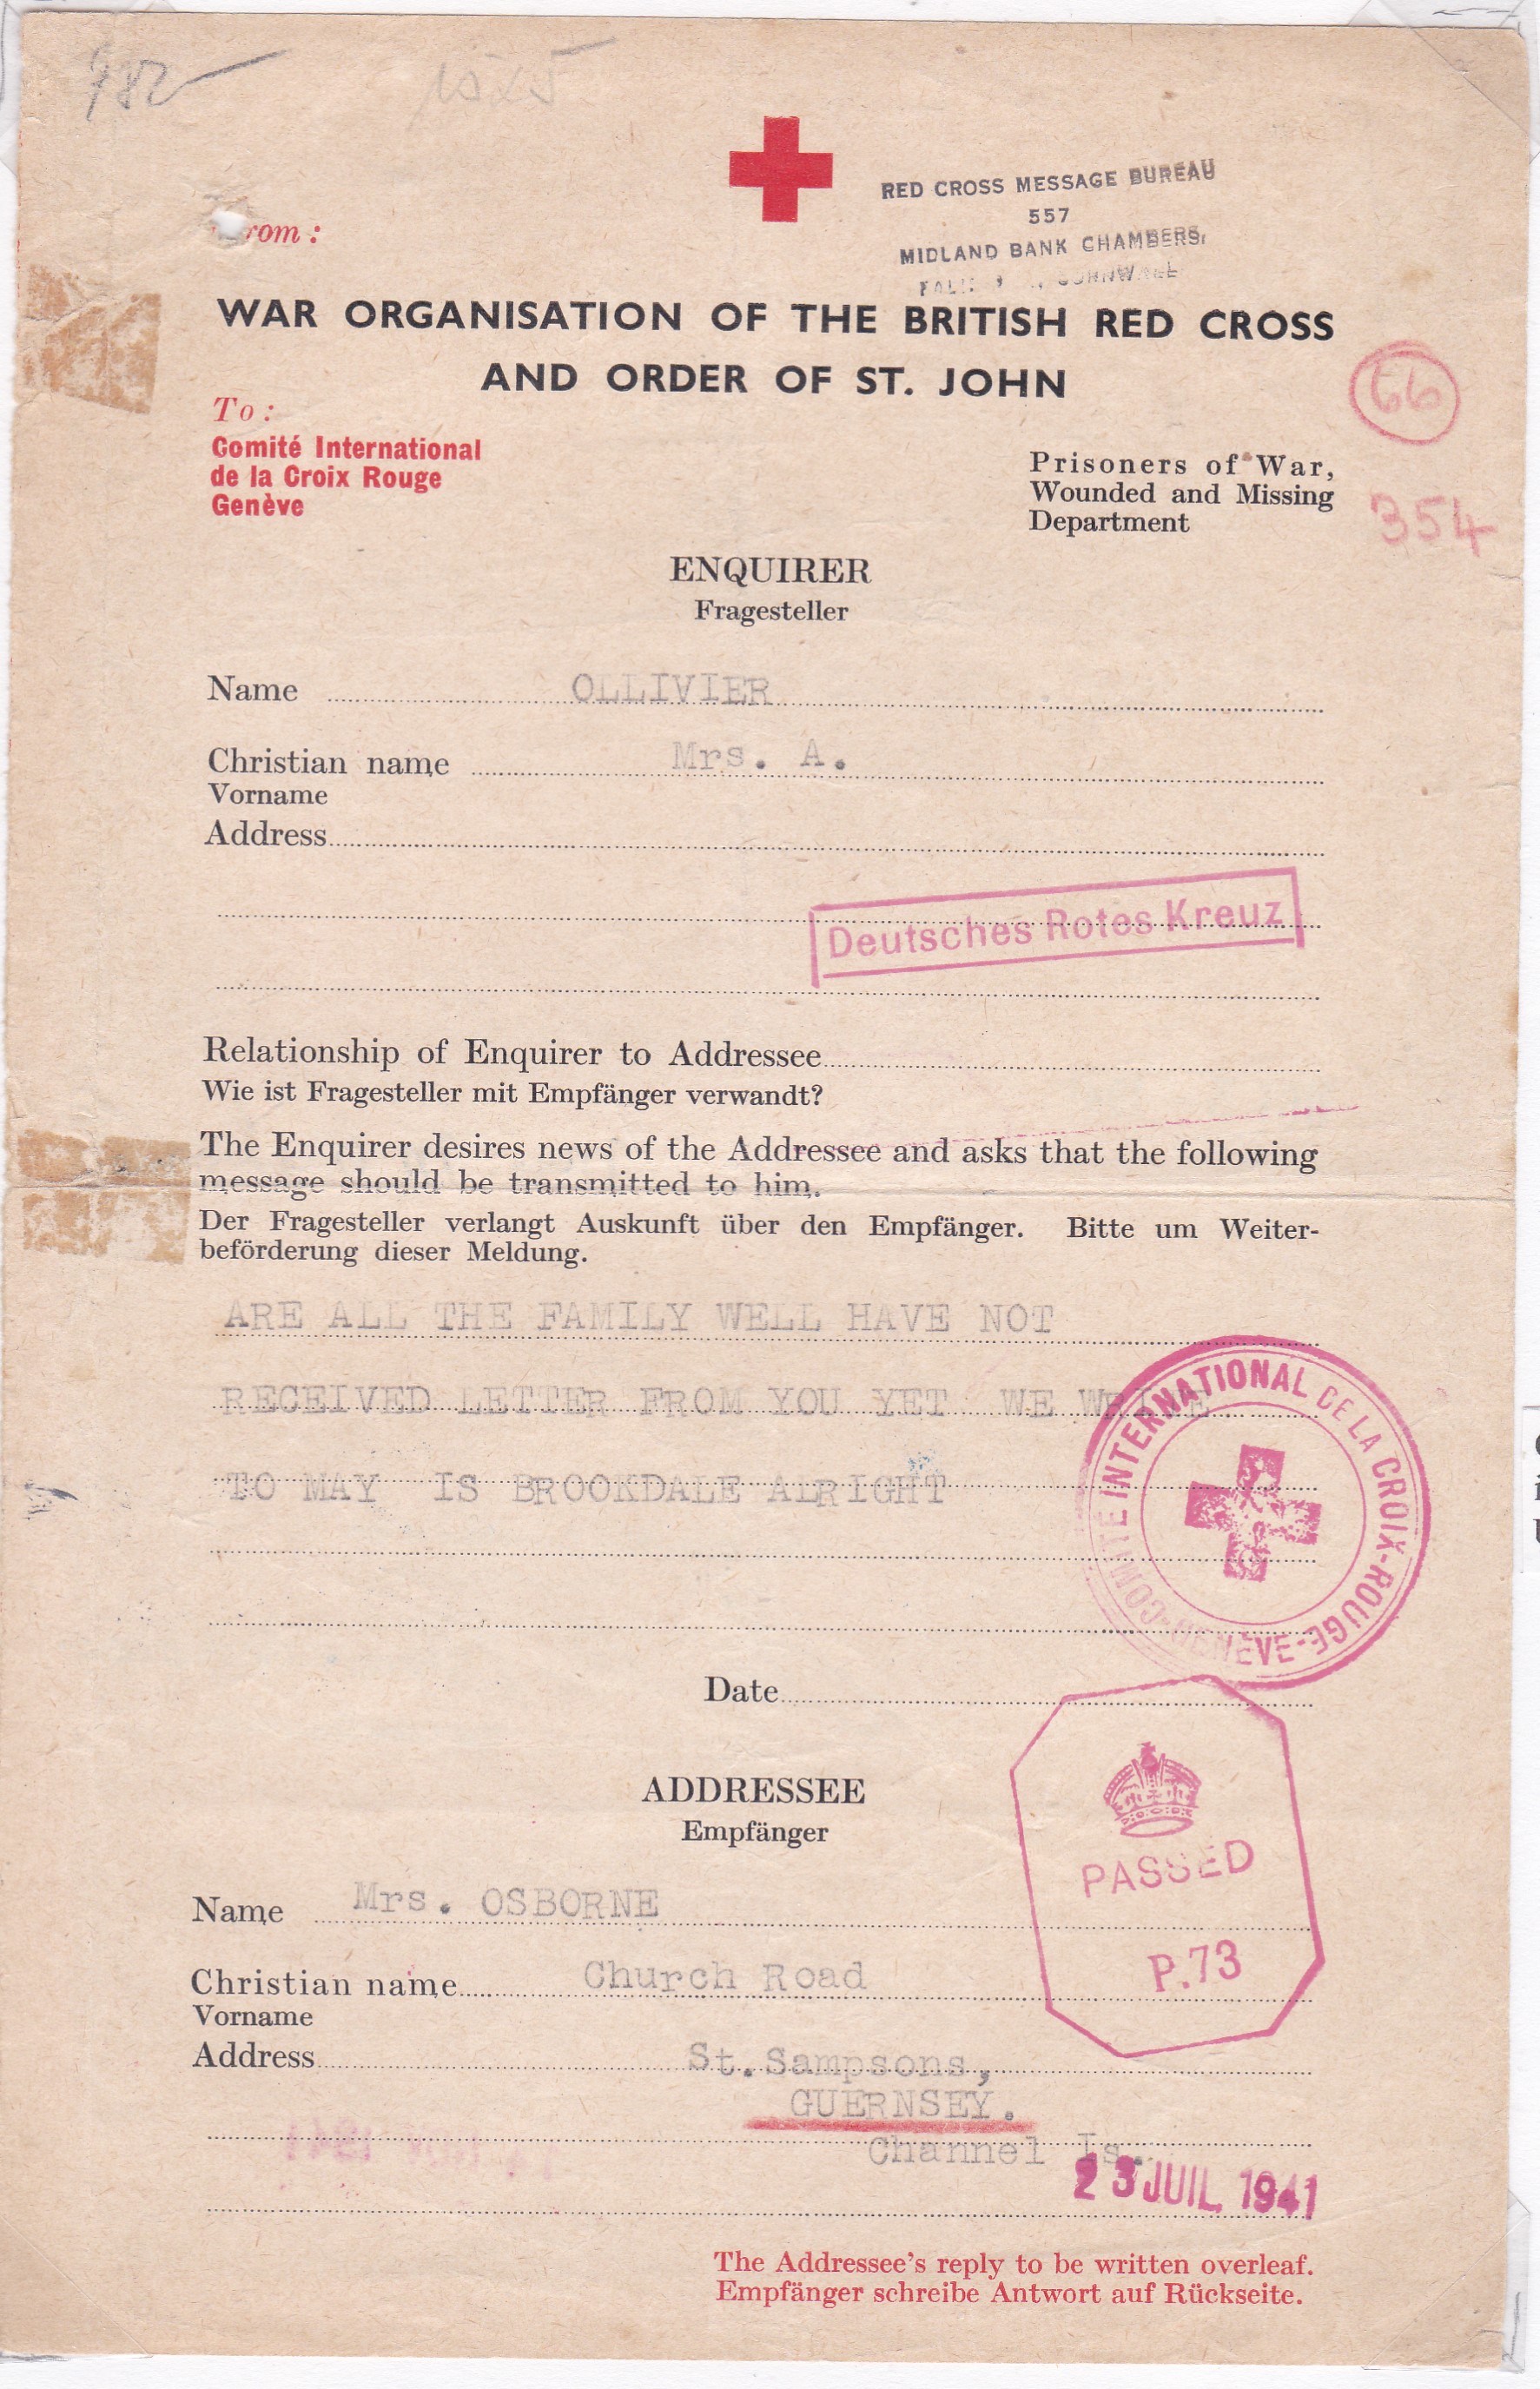 782
RED CROSS MESSAGE BUREAU
557
MIDLAND BANK CHAMBERS,
From :
WAR ORGANISATION OF THE BRITISH RED CROSS
AND ORDER OF ST. JOHN
66
To :
Comité International
de la Croix Rouge
Genève
Prisoners of War,
Wounded and Missing
Department
354
ENQUIRER
Fragesteller
Name OLLIVIER
Christian name Mrs. A.
Vorname
Address
Deutsches Rotes Kreuz
Relationship of Enquirer to Addressee
Wie ist Fragesteller mit Empfänger verwandt?
The Enquirer desires news of the Addressee and asks that the following
message should be transmitted to him.
Der Fragesteller verlangt Auskunft über den Empfänger. Bitte um Weiter-
beförderung dieser Meldung.
ARE ALL THE FAMILY WELL HAVE NOT
RECEIVED LETTER FROM YOU YET WE WRITE
TO MAY IS BROOKDALE ALRIGHT
COMITÉ INTERNATIONAL DE LA CROIX-ROUGE-GENÈVE-
Date
ADDRESSEE
Empfänger
PASSED
P.73
Name Mrs. OSBORNE
Christian name Church Road
Vorname
Address St.Sampsons,
GUERNSEY.
Channel Is.
23 JUIL 1941
The Addressee's reply to be written overleaf.
Empfänger schreibe Antwort auf Rückseite.